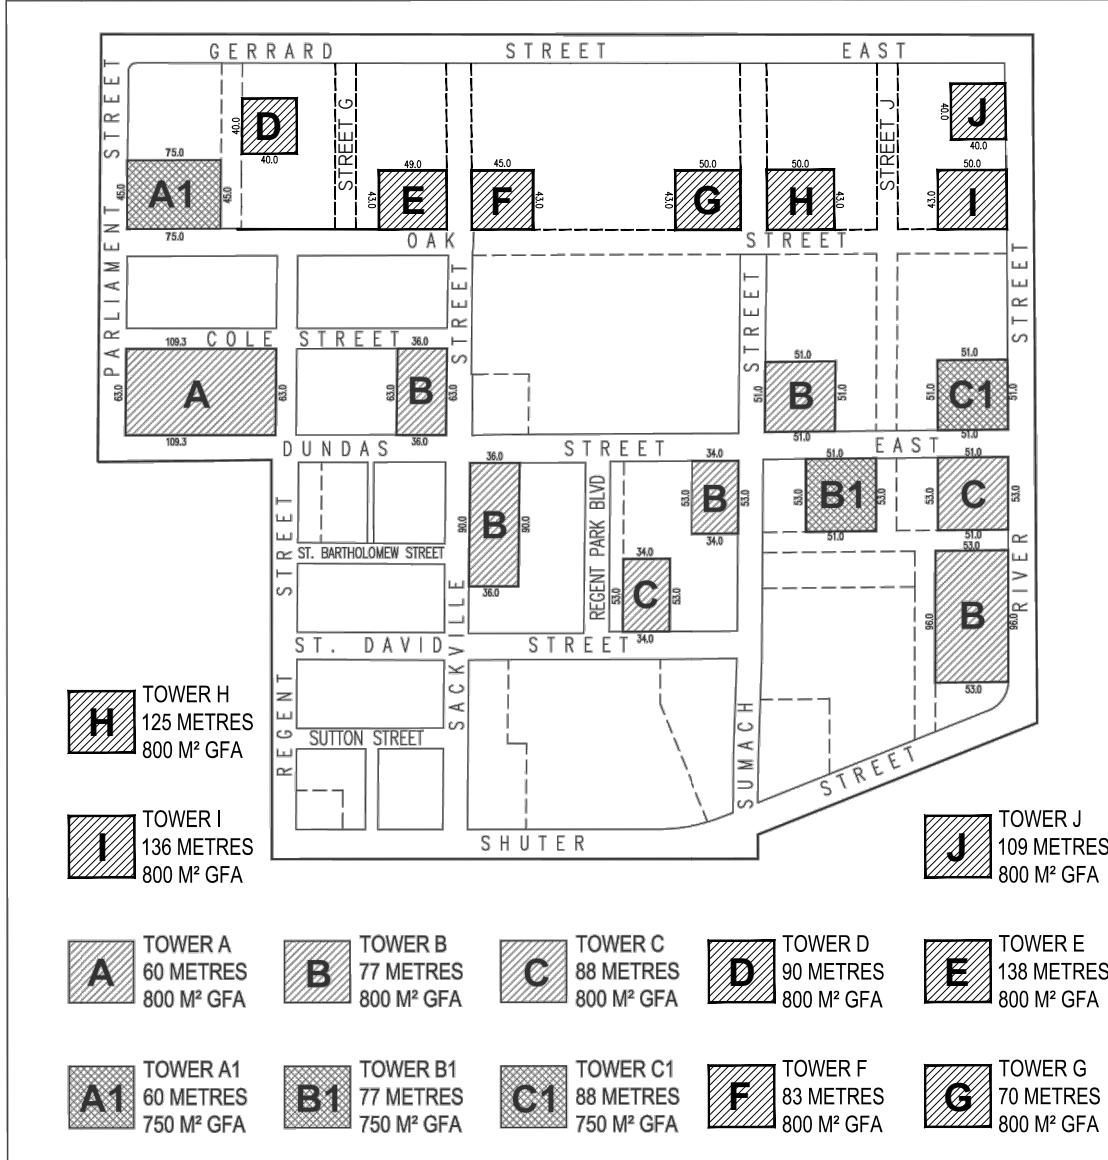 GERRARD STREET EAST
PARLIAMENT STREET
STREET G
STREET J
D
40.0
40.0
J
40.0
40.0
75.0
A1
45.0
45.0
75.0
49.0
E
43.0
45.0
F
43.0
50.0
G
43.0
50.0
H
43.0
50.0
I
43.0
OAK STREET
STREET
STREET
STREET
COLE STREET
109.3
A
63.0
63.0
109.3
36.0
B
63.0
63.0
36.0
51.0
B
51.0
51.0
51.0
51.0
C1
51.0
51.0
51.0
DUNDAS STREET EAST
36.0
B
90.0
90.0
36.0
REGENT PARK BLVD
34.0
B
53.0
53.0
34.0
34.0
C
53.0
53.0
34.0
51.0
B1
53.0
53.0
51.0
51.0
C
53.0
53.0
51.0
53.0
B
96.0
96.0
53.0
RIVER
ST. BARTHOLOMEW STREET
ST. DAVID STREET
REGENT STREET
SACKVILLE
SUMACH
SUTTON STREET
SHUTER STREET
H
TOWER H
125 METRES
800 M² GFA
I
TOWER I
136 METRES
800 M² GFA
J
TOWER J
109 METRES
800 M² GFA
A
TOWER A
60 METRES
800 M² GFA
B
TOWER B
77 METRES
800 M² GFA
C
TOWER C
88 METRES
800 M² GFA
D
TOWER D
90 METRES
800 M² GFA
E
TOWER E
138 METRES
800 M² GFA
A1
TOWER A1
60 METRES
750 M² GFA
B1
TOWER B1
77 METRES
750 M² GFA
C1
TOWER C1
88 METRES
750 M² GFA
F
TOWER F
83 METRES
800 M² GFA
G
TOWER G
70 METRES
800 M² GFA